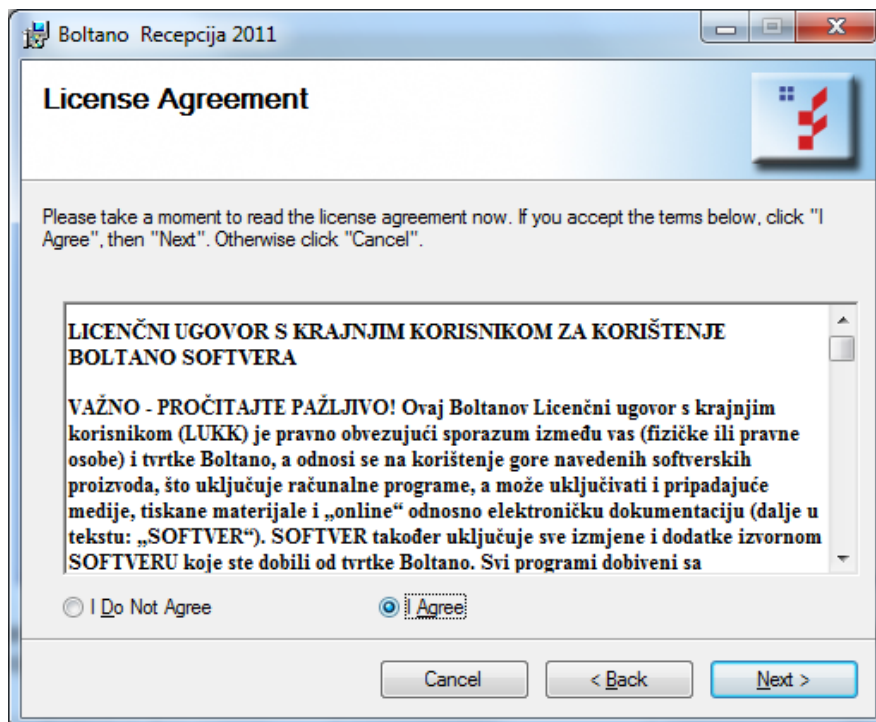 Boltano Recepcija 2011
License Agreement
Please take a moment to read the license agreement now. If you accept the terms below, click "I
Agree", then "Next". Otherwise click "Cancel".
LICENČNI UGOVOR S KRAJNJIM KORISNIKOM ZA KORIŠTENJE
BOLTANO SOFTVERA
VAŽNO - PROČITAJTE PAŽLJIVO! Ovaj Boltanov Licenčni ugovor s krajnjim
korisnikom (LUKK) je pravno obvezujući sporazum između vas (fizičke ili pravne
osobe) i tvrtke Boltano, a odnosi se na korištenje gore navedenih softverskih
proizvoda, što uključuje računalne programe, a može uključivati i pripadajuće
medije, tiskane materijale i „online“ odnosno elektroničku dokumentaciju (dalje u
tekstu: „SOFTVER“). SOFTVER također uključuje sve izmjene i dodatke izvornom
SOFTVERU koje ste dobili od tvrtke Boltano. Svi programi dobiveni sa
I Do Not Agree
I Agree
Cancel
< Back
Next >